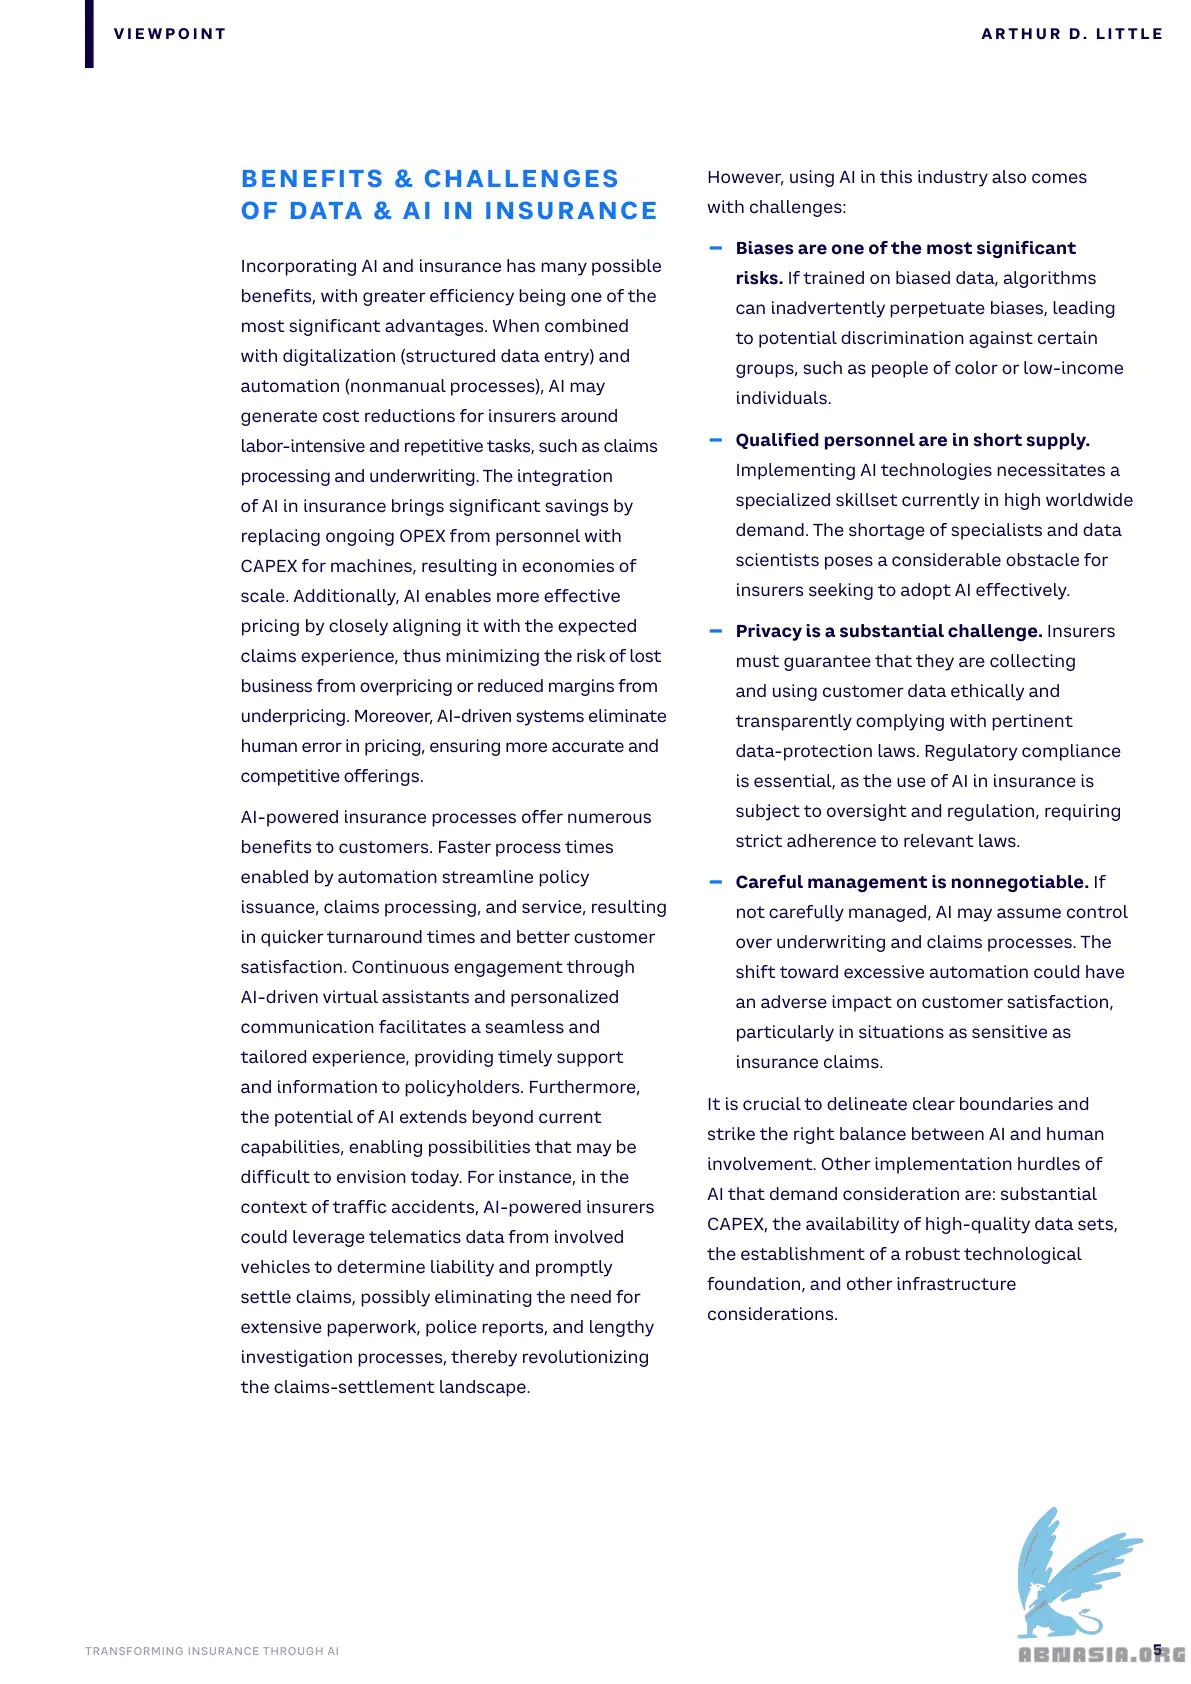 VIEWPOINT
ARTHUR D. LITTLE
BENEFITS & CHALLENGES
OF DATA & AI IN INSURANCE
Incorporating AI and insurance has many possible
benefits, with greater efficiency being one of the
most significant advantages. When combined
with digitalization (structured data entry) and
automation (nonmanual processes), AI may
generate cost reductions for insurers around
labor-intensive and repetitive tasks, such as claims
processing and underwriting. The integration
of AI in insurance brings significant savings by
replacing ongoing OPEX from personnel with
CAPEX for machines, resulting in economies of
scale. Additionally, AI enables more effective
pricing by closely aligning it with the expected
claims experience, thus minimizing the risk of lost
business from overpricing or reduced margins from
underpricing. Moreover, AI-driven systems eliminate
human error in pricing, ensuring more accurate and
competitive offerings.
AI-powered insurance processes offer numerous
benefits to customers. Faster process times
enabled by automation streamline policy
issuance, claims processing, and service, resulting
in quicker turnaround times and better customer
satisfaction. Continuous engagement through
AI-driven virtual assistants and personalized
communication facilitates a seamless and
tailored experience, providing timely support
and information to policyholders. Furthermore,
the potential of AI extends beyond current
capabilities, enabling possibilities that may be
difficult to envision today. For instance, in the
context of traffic accidents, AI-powered insurers
could leverage telematics data from involved
vehicles to determine liability and promptly
settle claims, possibly eliminating the need for
extensive paperwork, police reports, and lengthy
investigation processes, thereby revolutionizing
the claims-settlement landscape.
However, using AI in this industry also comes
with challenges:
– Biases are one of the most significant
risks. If trained on biased data, algorithms
can inadvertently perpetuate biases, leading
to potential discrimination against certain
groups, such as people of color or low-income
individuals.
– Qualified personnel are in short supply.
Implementing AI technologies necessitates a
specialized skillset currently in high worldwide
demand. The shortage of specialists and data
scientists poses a considerable obstacle for
insurers seeking to adopt AI effectively.
– Privacy is a substantial challenge. Insurers
must guarantee that they are collecting
and using customer data ethically and
transparently complying with pertinent
data-protection laws. Regulatory compliance
is essential, as the use of AI in insurance is
subject to oversight and regulation, requiring
strict adherence to relevant laws.
– Careful management is nonnegotiable. If
not carefully managed, AI may assume control
over underwriting and claims processes. The
shift toward excessive automation could have
an adverse impact on customer satisfaction,
particularly in situations as sensitive as
insurance claims.
It is crucial to delineate clear boundaries and
strike the right balance between AI and human
involvement. Other implementation hurdles of
AI that demand consideration are: substantial
CAPEX, the availability of high-quality data sets,
the establishment of a robust technological
foundation, and other infrastructure
considerations.
TRANSFORMING INSURANCE THROUGH AI
5
ABNASIA.ORG